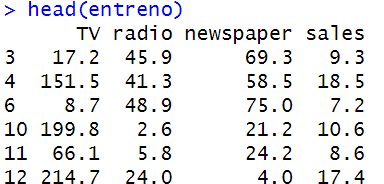 > head(entreno)
TV radio newspaper sales
3 17.2 45.9 69.3 9.3
4 151.5 41.3 58.5 18.5
6 8.7 48.9 75.0 7.2
10 199.8 2.6 21.2 10.6
11 66.1 5.8 24.2 8.6
12 214.7 24.0 4.0 17.4